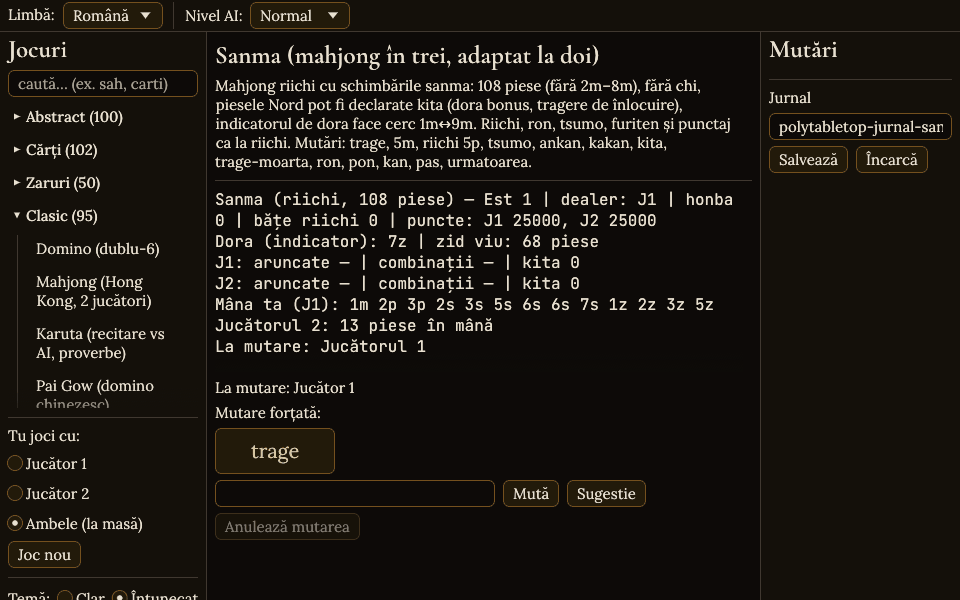 Limbă: Română ▼ Nivel AI: Normal ▼
Jocuri
caută... (ex. sah, carti)
▸ Abstract (100)
▸ Cărți (102)
▸ Zaruri (50)
▾ Clasic (95)
Domino (dublu-6)
Mahjong (Hong
Kong, 2 jucători)
Karuta (recitare vs
AI, proverbe)
Pai Gow (domino
chinezesc)
Tu joci cu:
Jucător 1
Jucător 2
Ambele (la masă)
Joc nou
Temă: Clar Întunecat
Sanma (mahjong în trei, adaptat la doi)
Mahjong riichi cu schimbările sanma: 108 piese (fără 2m–8m), fără chi,
piesele Nord pot fi declarate kita (dora bonus, tragere de înlocuire),
indicatorul de dora face cerc 1m↔9m. Riichi, ron, tsumo, furiten și punctaj
ca la riichi. Mutări: trage, 5m, riichi 5p, tsumo, ankan, kakan, kita,
trage-moarta, ron, pon, kan, pas, urmatoarea.
Sanma (riichi, 108 piese) — Est 1 | dealer: J1 | honba
0 | bățe riichi 0 | puncte: J1 25000, J2 25000
Dora (indicator): 7z | zid viu: 68 piese
J1: aruncate — | combinații — | kita 0
J2: aruncate — | combinații — | kita 0
Mâna ta (J1): 1m 2p 3p 2s 3s 5s 6s 6s 7s 1z 2z 3z 5z
Jucătorul 2: 13 piese în mână
La mutare: Jucătorul 1
La mutare: Jucător 1
Mutare forțată:
trage
Mută Sugestie
Anulează mutarea
Mutări
Jurnal
polytabletop-jurnal-san
Salvează Încarcă